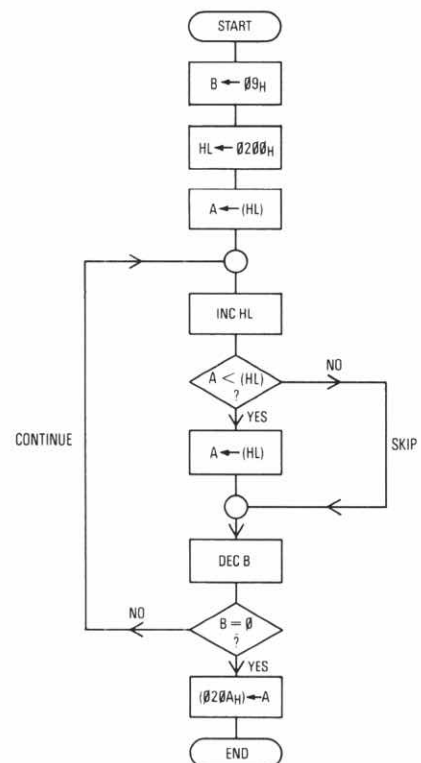 START
B ← Ø9H
HL ← Ø2ØØH
A ← (HL)
INC HL
A < (HL)
?
NO
YES
CONTINUE
A ← (HL)
SKIP
DEC B
NO
B = Ø
?
YES
(Ø2ØAH) ← A
END